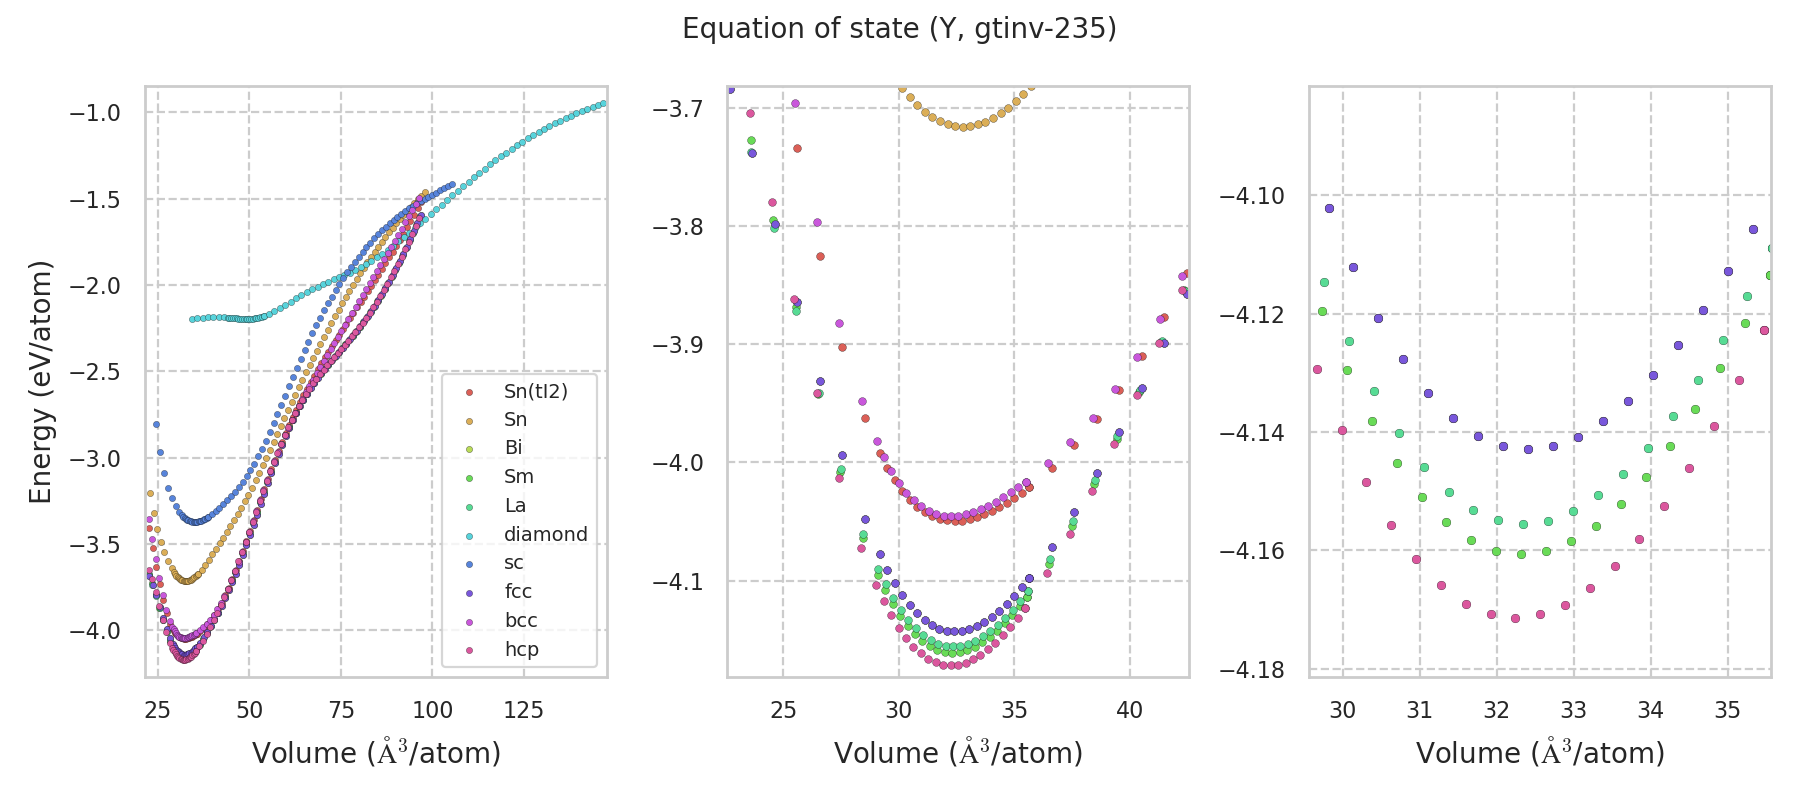 Equation of state (Y, gtinv-235)
Energy (eV/atom)
−1.0
−1.5
−2.0
−2.5
−3.0
−3.5
−4.0
25 50 75 100 125
Volume (Å³/atom)
Sn(tI2)
Sn
Bi
Sm
La
diamond
sc
fcc
bcc
hcp
−3.7
−3.8
−3.9
−4.0
−4.1
25 30 35 40
Volume (Å³/atom)
−4.10
−4.12
−4.14
−4.16
−4.18
30 31 32 33 34 35
Volume (Å³/atom)